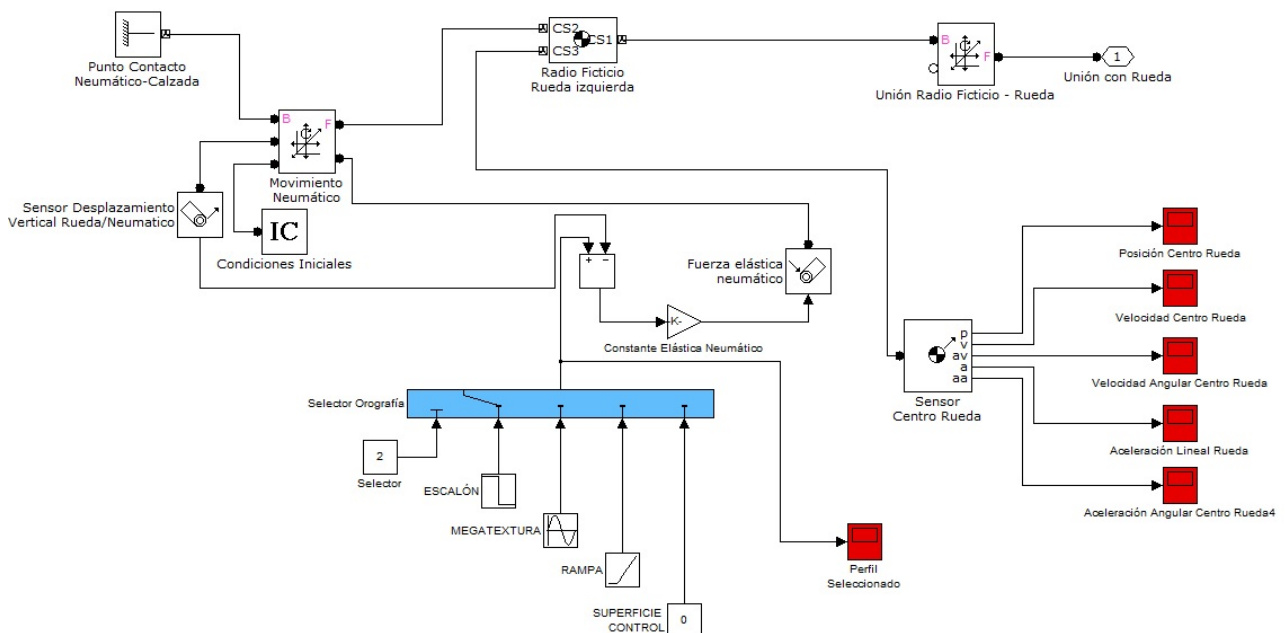 CS2
CS1
CS3
Radio Ficticio
Rueda izquierda
B
F
Unión Radio Ficticio - Rueda
1
Unión con Rueda
Punto Contacto
Neumático-Calzada
B
F
Movimiento
Neumático
Sensor Desplazamiento
Vertical Rueda/Neumatico
IC
Condiciones Iniciales
+
−
Fuerza elástica
neumático
K-
Constante Elástica Neumático
Posición Centro Rueda
Velocidad Centro Rueda
p
v
av
a
aa
Sensor
Centro Rueda
Velocidad Angular Centro Rueda
Aceleración Lineal Rueda
Aceleración Angular Centro Rueda4
Selector Orografía
2
Selector
ESCALÓN
MEGATEXTURA
RAMPA
SUPERFICIE
CONTROL
0
Perfil
Seleccionado